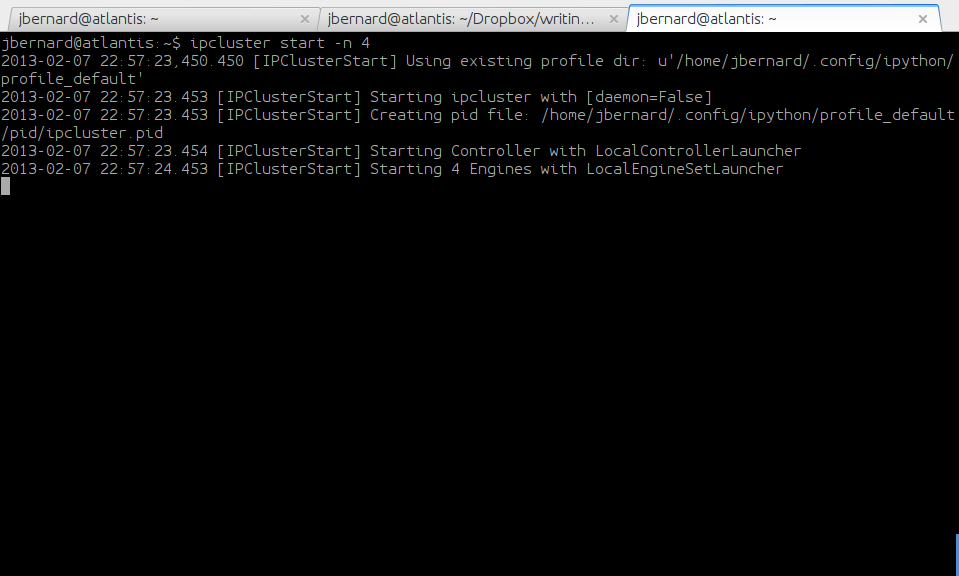 jbernard@atlantis: ~ × jbernard@atlantis: ~/Dropbox/writin... × jbernard@atlantis: ~ ×
jbernard@atlantis:~$ ipcluster start -n 4
2013-02-07 22:57:23,450.450 [IPClusterStart] Using existing profile dir: u'/home/jbernard/.config/ipython/
profile_default'
2013-02-07 22:57:23.453 [IPClusterStart] Starting ipcluster with [daemon=False]
2013-02-07 22:57:23.453 [IPClusterStart] Creating pid file: /home/jbernard/.config/ipython/profile_default
/pid/ipcluster.pid
2013-02-07 22:57:23.454 [IPClusterStart] Starting Controller with LocalControllerLauncher
2013-02-07 22:57:24.453 [IPClusterStart] Starting 4 Engines with LocalEngineSetLauncher